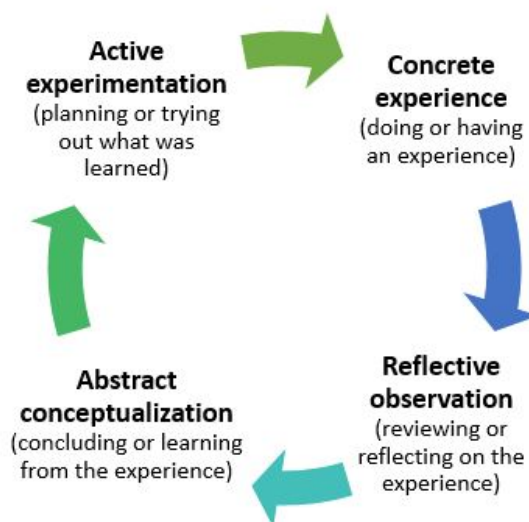 Active
experimentation
(planning or trying
out what was
learned)
Concrete
experience
(doing or having
an experience)
Reflective
observation
(reviewing or
reflecting on the
experience)
Abstract
conceptualization
(concluding or learning
from the experience)